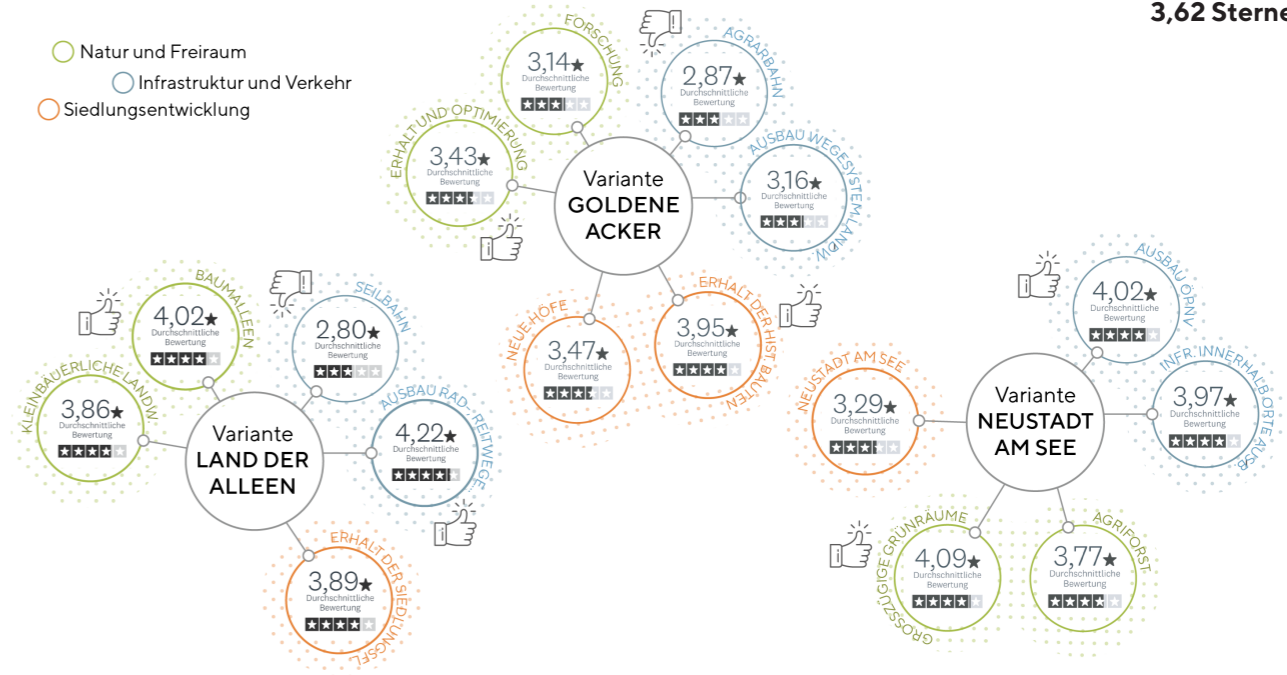 3,62 Sterne
Natur und Freiraum
Infrastruktur und Verkehr
Siedlungsentwicklung
FORSCHUNG
3,14★
Durchschnittliche
Bewertung
AGRARBAHN
2,87★
Durchschnittliche
Bewertung
ERHALT UND OPTIMIERUNG
3,43★
Durchschnittliche
Bewertung
AUSBAU WEGESYSTEM LANDW.
3,16★
Durchschnittliche
Bewertung
Variante
GOLDENE
ACKER
NEUE HÖFE
3,47★
Durchschnittliche
Bewertung
ERHALT DER HIST. BAUTEN
3,95★
Durchschnittliche
Bewertung
BAUMALLEEN
4,02★
Durchschnittliche
Bewertung
SEILBAHN
2,80★
Durchschnittliche
Bewertung
KLEINBÄUERLICHE LANDW.
3,86★
Durchschnittliche
Bewertung
AUSBAU RAD- REITWEGE...
4,22★
Durchschnittliche
Bewertung
Variante
LAND DER
ALLEEN
ERHALT DER SIEDLUNGSFL.
3,89★
Durchschnittliche
Bewertung
AUSBAU ÖRNV
4,02★
Durchschnittliche
Bewertung
NEUSTADT AM SEE
3,29★
Durchschnittliche
Bewertung
INFR. INNERHALB ORTE AUSB.
3,97★
Durchschnittliche
Bewertung
Variante
NEUSTADT
AM SEE
GROSSZÜGIGE GRÜNRÄUME
4,09★
Durchschnittliche
Bewertung
AGRIFORST
3,77★
Durchschnittliche
Bewertung